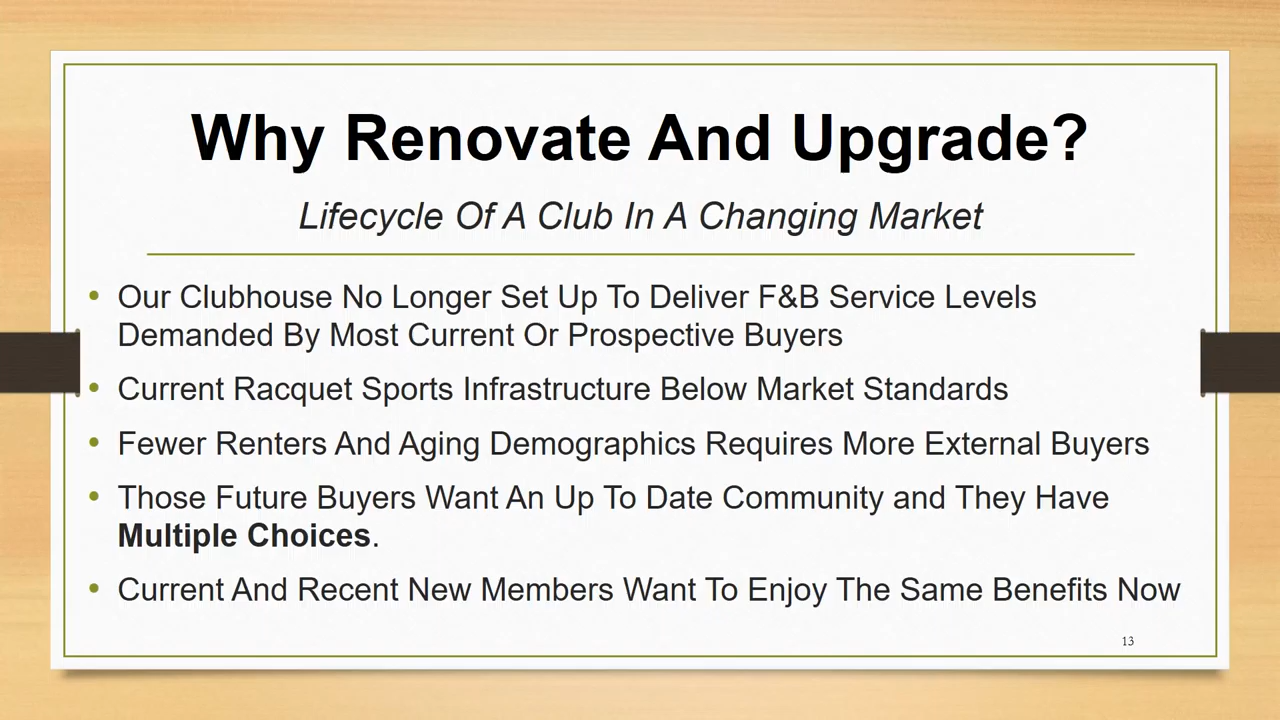 Why Renovate And Upgrade?
Lifecycle Of A Club In A Changing Market
• Our Clubhouse No Longer Set Up To Deliver F&B Service Levels
Demanded By Most Current Or Prospective Buyers
• Current Racquet Sports Infrastructure Below Market Standards
• Fewer Renters And Aging Demographics Requires More External Buyers
• Those Future Buyers Want An Up To Date Community and They Have
Multiple Choices.
• Current And Recent New Members Want To Enjoy The Same Benefits Now
13